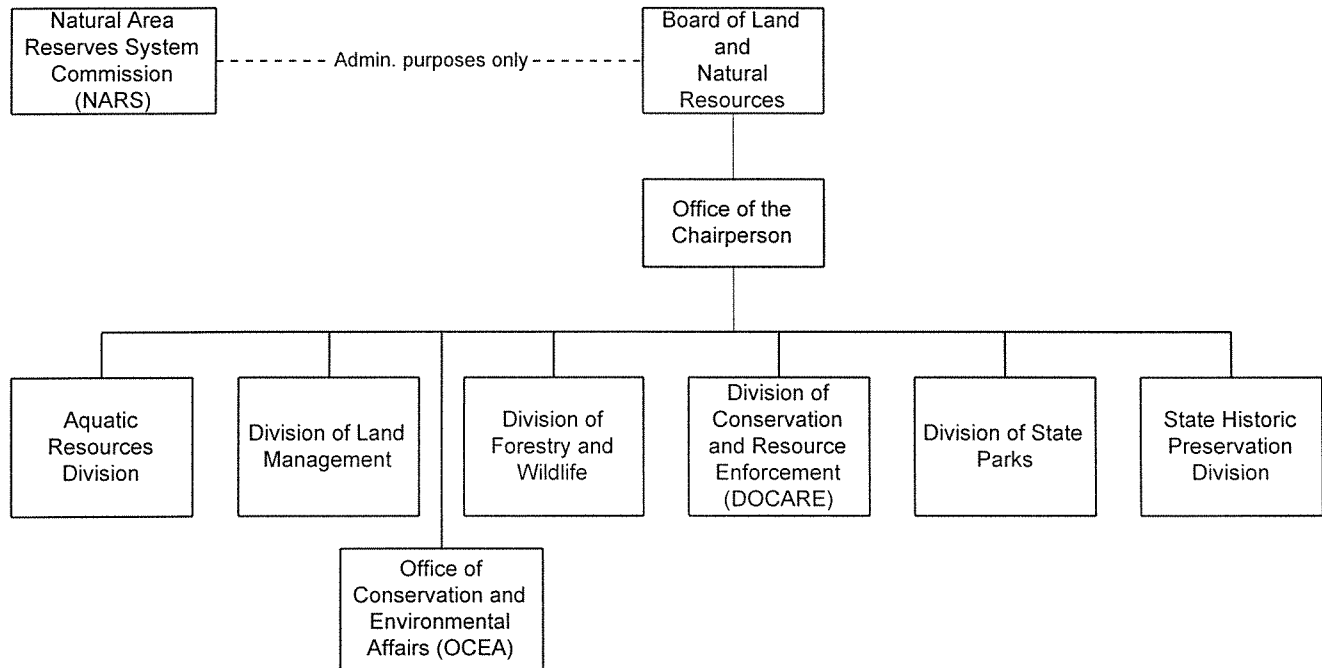 Natural Area
Reserves System
Commission
(NARS)
Admin. purposes only
Board of Land
and
Natural
Resources
Office of the
Chairperson
Aquatic
Resources
Division
Division of Land
Management
Division of
Forestry and
Wildlife
Division of
Conservation
and Resource
Enforcement
(DOCARE)
Division of State
Parks
State Historic
Preservation
Division
Office of
Conservation and
Environmental
Affairs (OCEA)